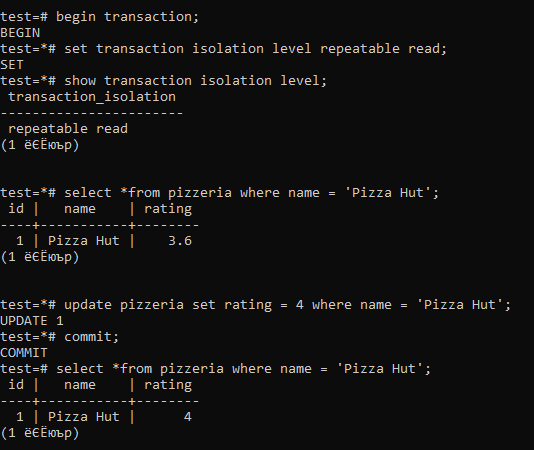 test=# begin transaction;
BEGIN
test=*# set transaction isolation level repeatable read;
SET
test=*# show transaction isolation level;
 transaction_isolation
-----------------------
 repeatable read
(1 ёЄЁюър)
test=*# select *from pizzeria where name = 'Pizza Hut';
 id |   name    | rating
----+-----------+--------
  1 | Pizza Hut |    3.6
(1 ёЄЁюър)
test=*# update pizzeria set rating = 4 where name = 'Pizza Hut';
UPDATE 1
test=*# commit;
COMMIT
test=# select *from pizzeria where name = 'Pizza Hut';
 id |   name    | rating
----+-----------+--------
  1 | Pizza Hut |      4
(1 ёЄЁюър)